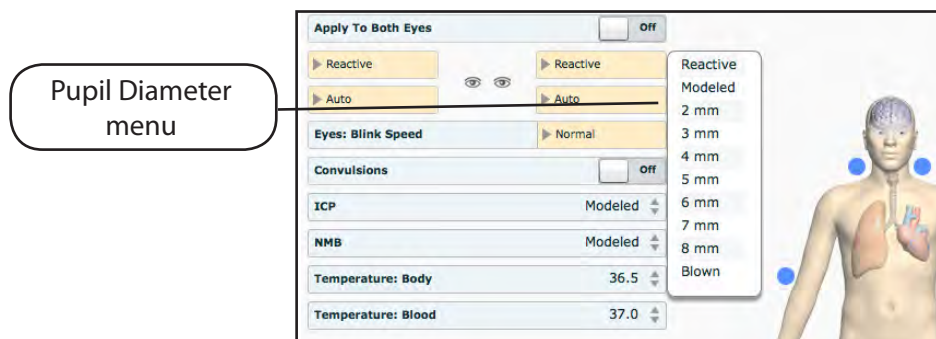 Pupil Diameter
menu
Apply To Both Eyes Off
Reactive Reactive
Auto Auto
Eyes: Blink Speed Normal
Convulsions Off
ICP Modeled
NMB Modeled
Temperature: Body 36.5
Temperature: Blood 37.0
Reactive
Modeled
2 mm
3 mm
4 mm
5 mm
6 mm
7 mm
8 mm
Blown